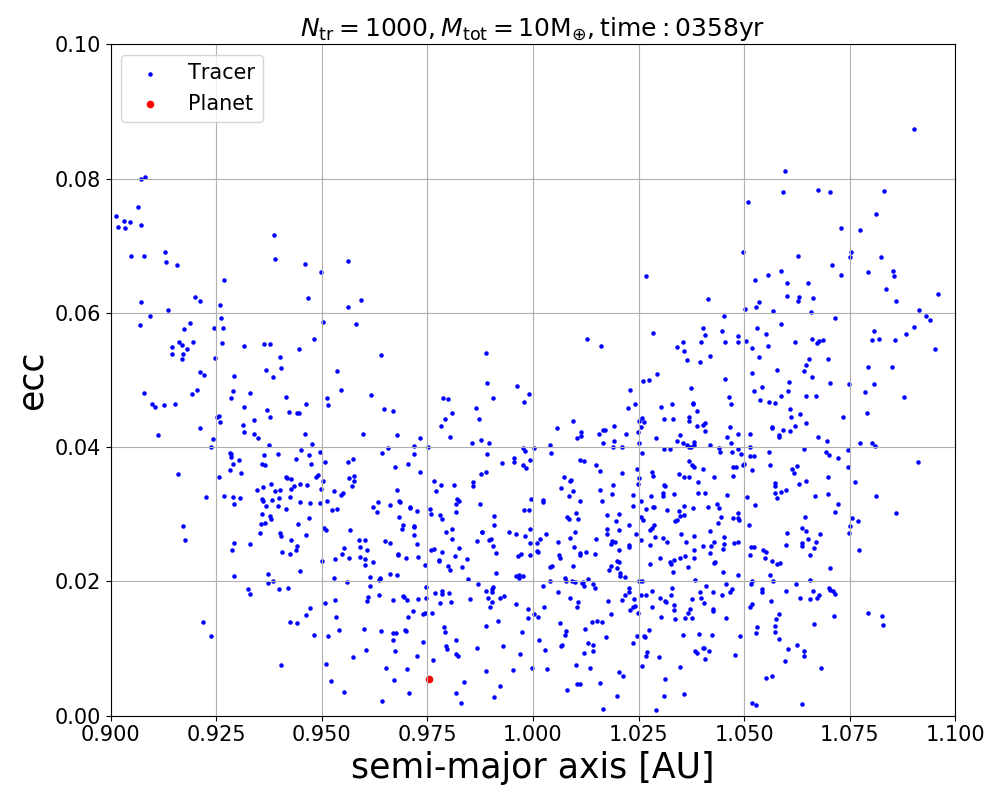 N_tr = 1000, M_tot = 10M_⊕, time : 0358yr
Tracer
Planet
ecc
0.10
0.08
0.06
0.04
0.02
0.00
0.900 0.925 0.950 0.975 1.000 1.025 1.050 1.075 1.100
semi-major axis [AU]